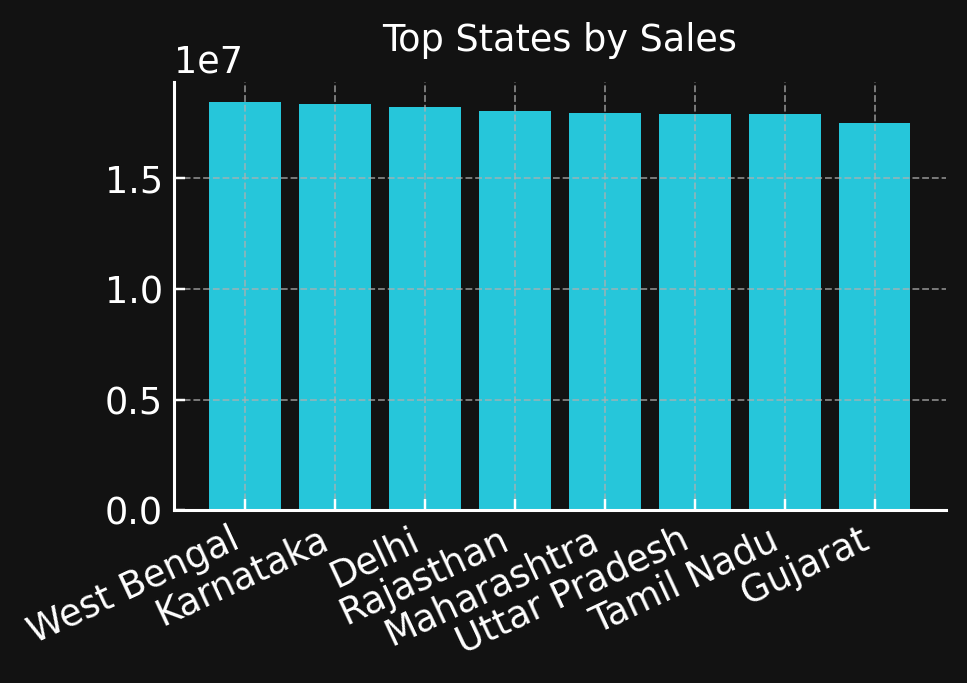 Top States by Sales
1e7
1.5
1.0
0.5
0.0
West Bengal
Karnataka
Delhi
Rajasthan
Maharashtra
Uttar Pradesh
Tamil Nadu
Gujarat